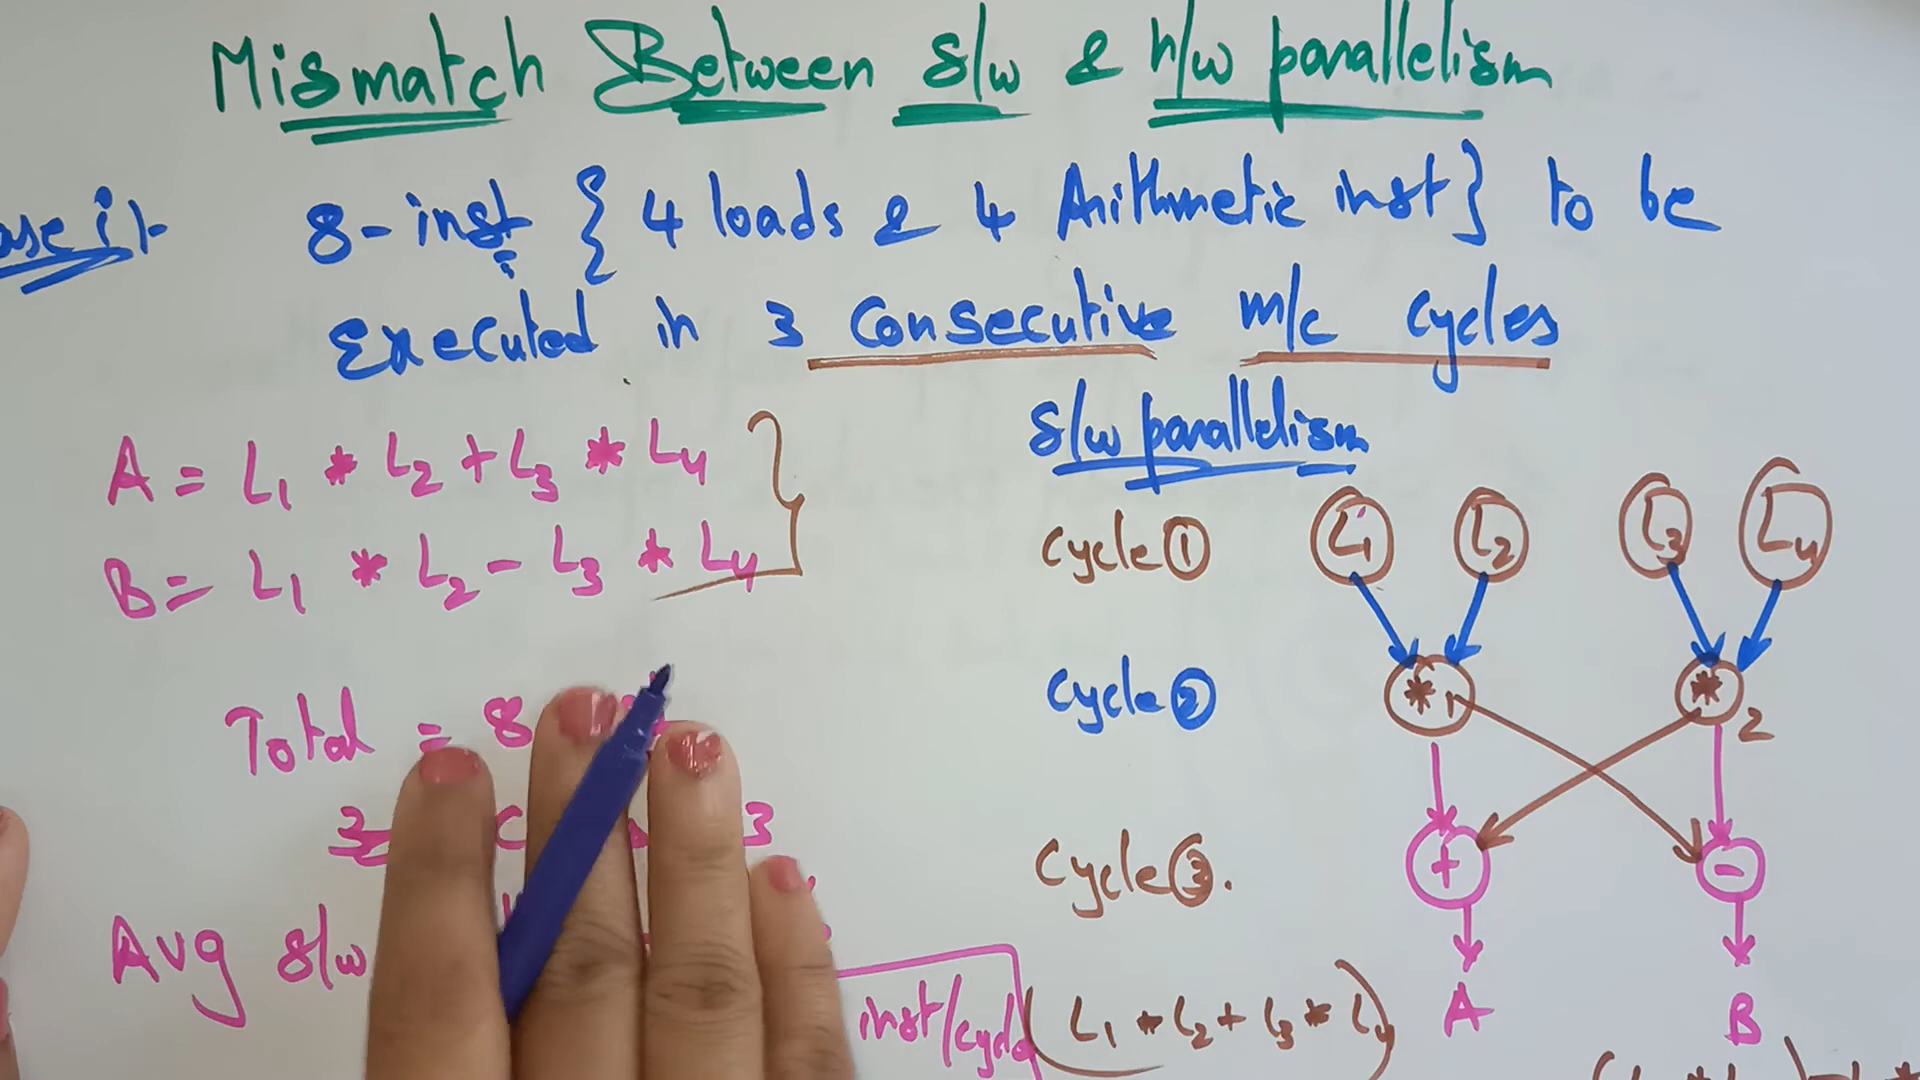 Mismatch Between S/w & h/w parallelism
8-inst { 4 loads & 4 Arithmetic inst } to be
Executed in 3 Consecutive m/c cycles
A = L1 * L2 + L3 * L4
B = L1 * L2 - L3 * L4
S/w parallelism
Cycle ①
L1 L2 L3 L4
Cycle ②
*1 *2
Total = 8
3
Cycle ③.
+ -
Avg S/w
inst/cycle
(L1 * L2 + L3 * L4)
A B